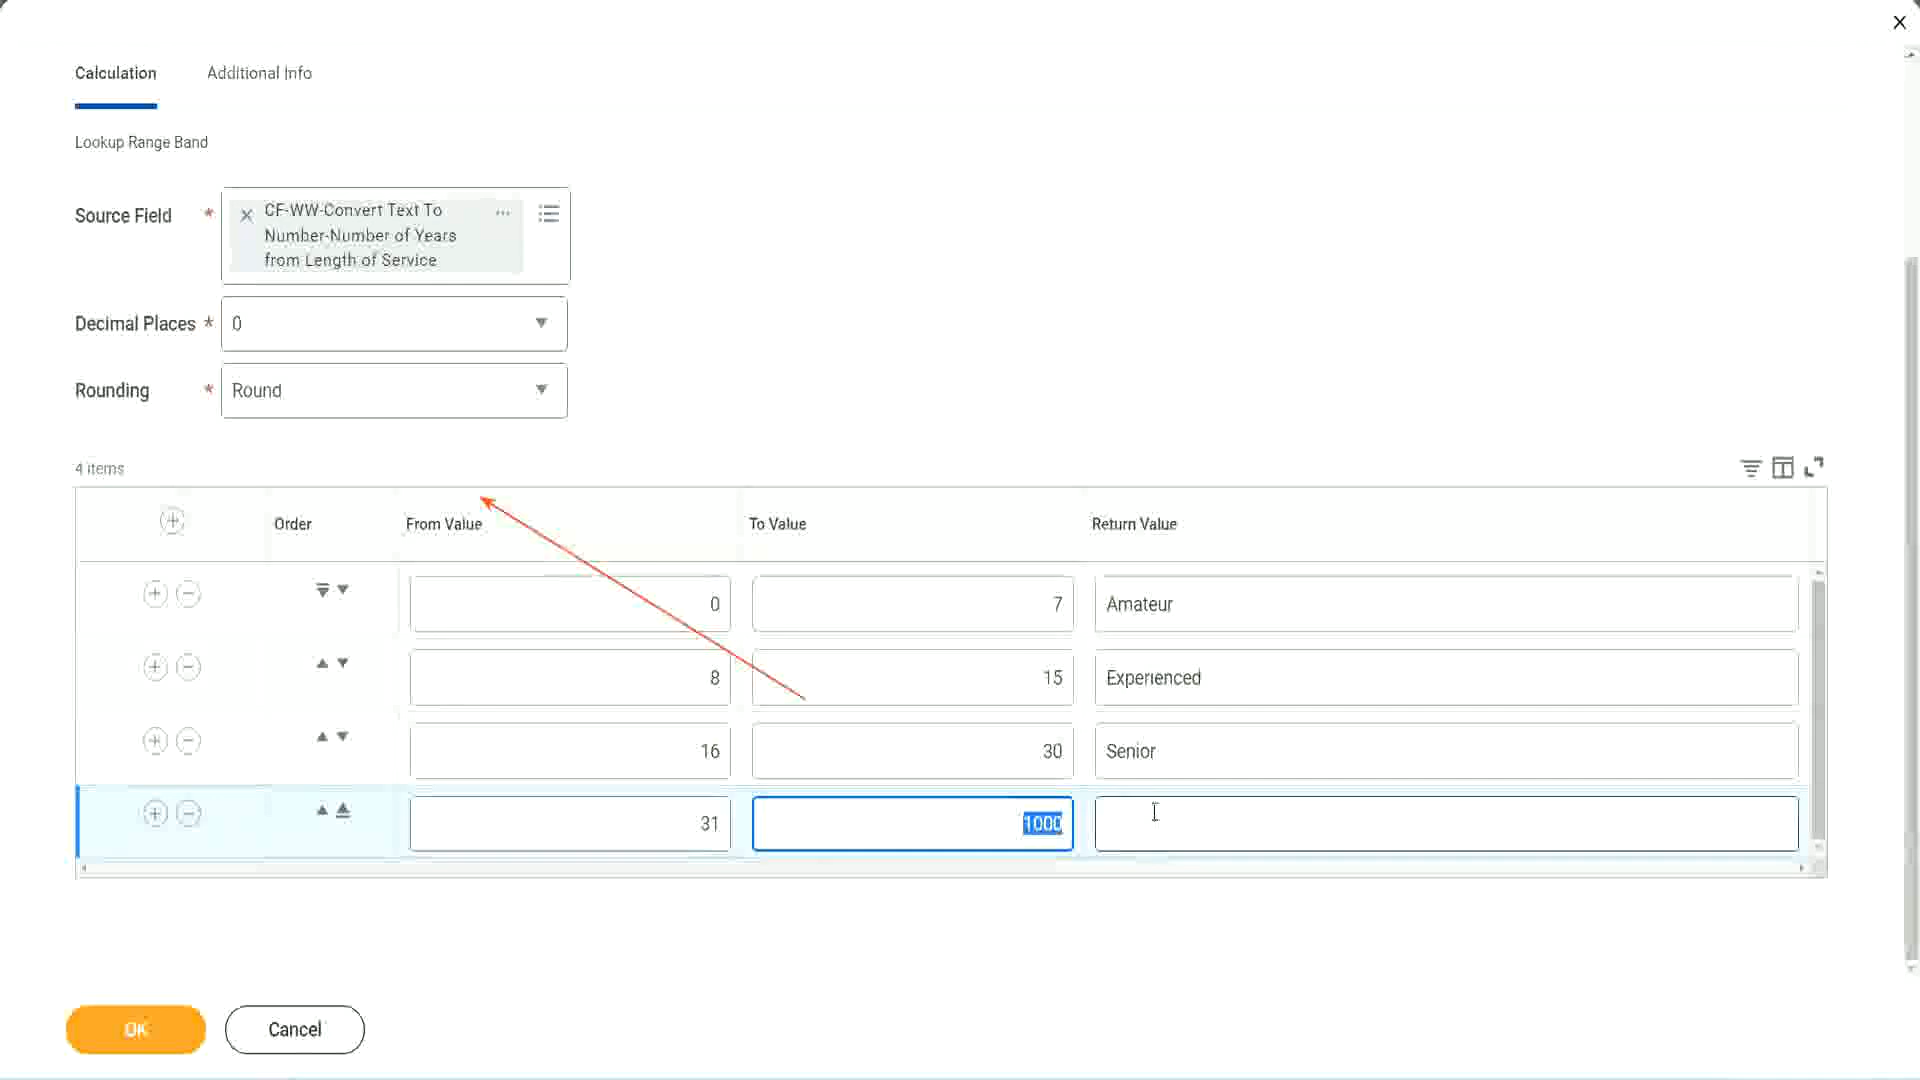 Calculation Additional Info
Lookup Range Band
Source Field * CF-WW-Convert Text To
Number-Number of Years
from Length of Service
Decimal Places * 0
Rounding * Round
4 items
Order From Value To Value Return Value
0 7 Amateur
8 15 Experienced
16 30 Senior
31 1000
OK Cancel